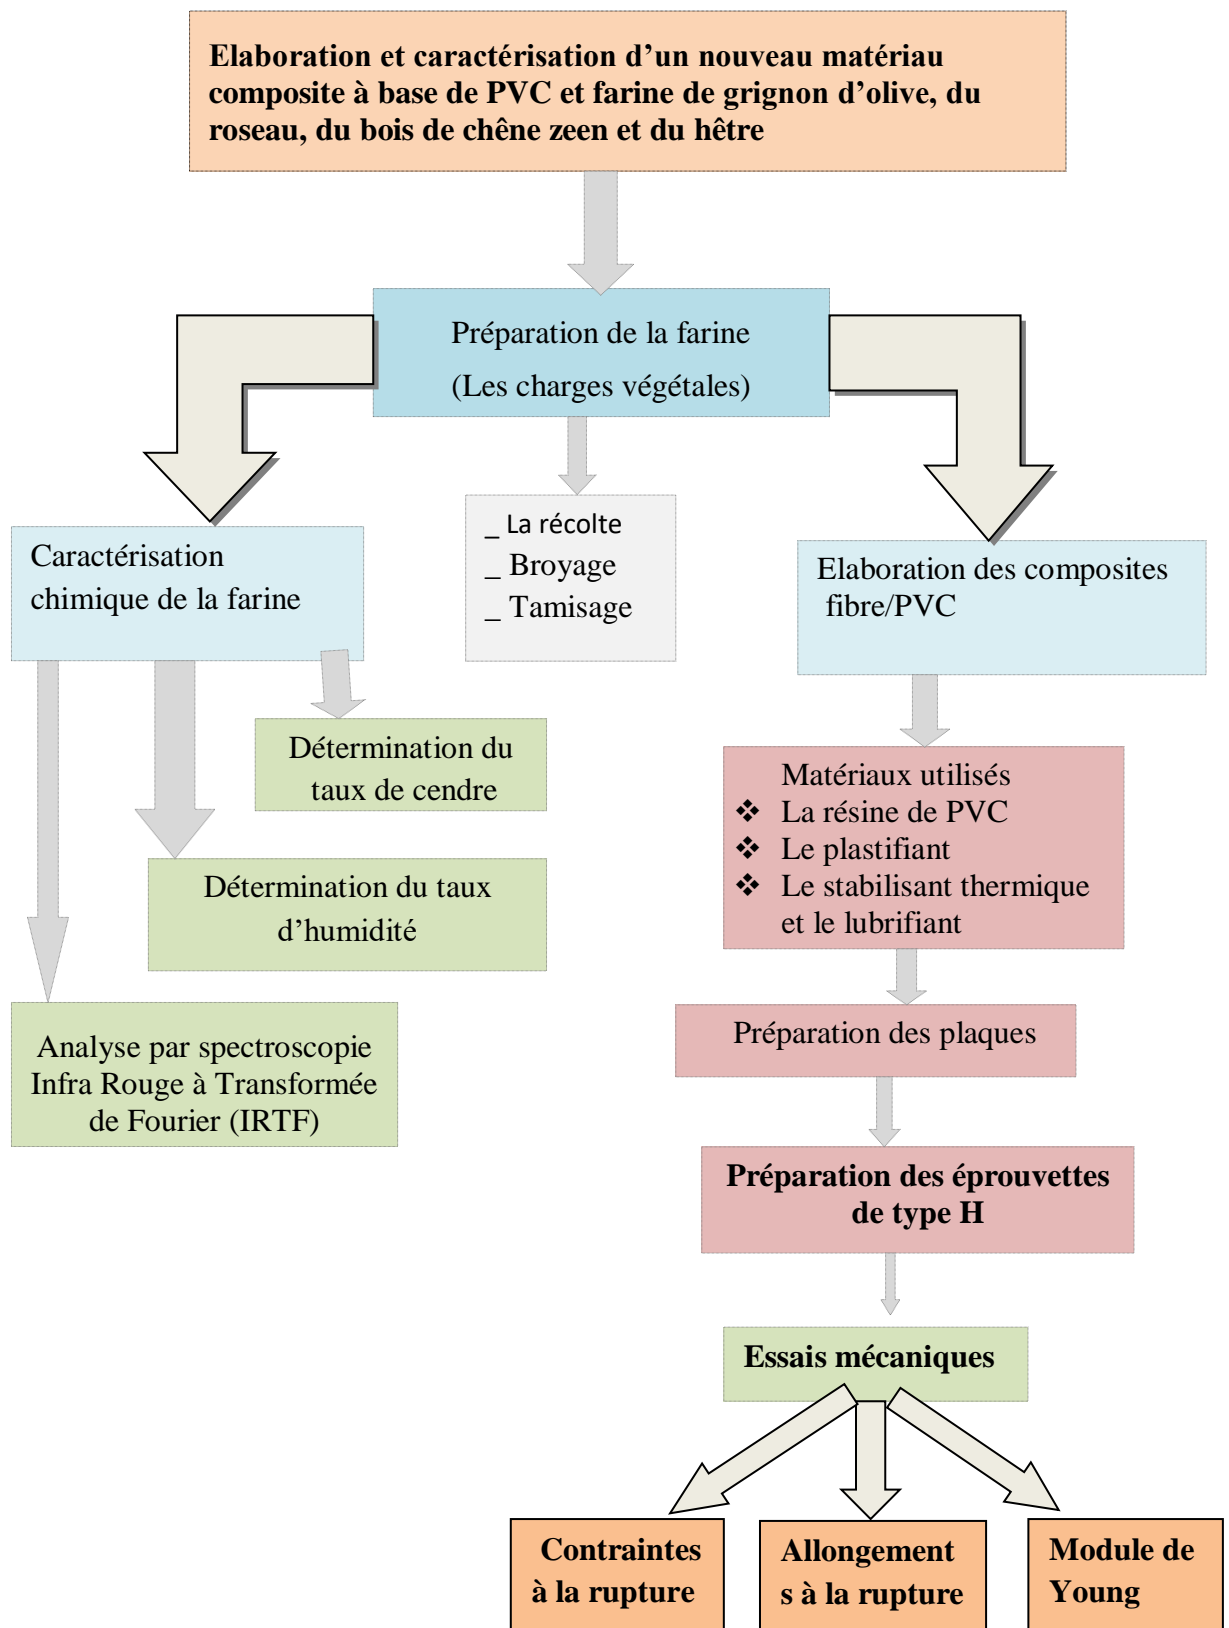 Elaboration et caractérisation d’un nouveau matériau
composite à base de PVC et farine de grignon d’olive, du
roseau, du bois de chêne zeen et du hêtre
Préparation de la farine
(Les charges végétales)
_ La récolte
_ Broyage
_ Tamisage
Caractérisation
chimique de la farine
Elaboration des composites
fibre/PVC
Détermination du
taux de cendre
Détermination du taux
d’humidité
Analyse par spectroscopie
Infra Rouge à Transformée
de Fourier (IRTF)
Matériaux utilisés
❖ La résine de PVC
❖ Le plastifiant
❖ Le stabilisant thermique
et le lubrifiant
Préparation des plaques
Préparation des éprouvettes
de type H
Essais mécaniques
Contraintes
à la rupture
Allongement
s à la rupture
Module de
Young